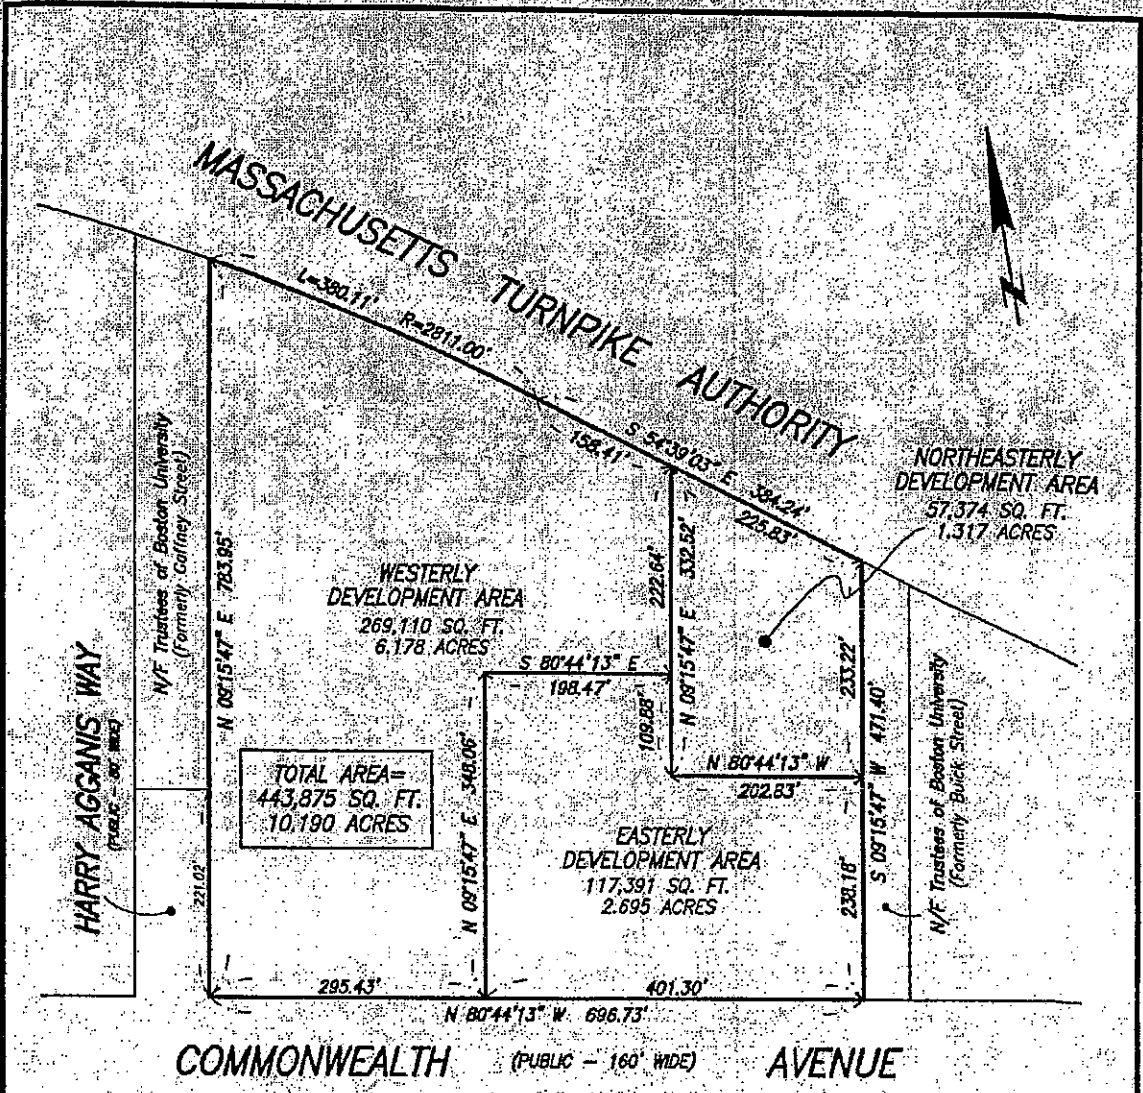 MASSACHUSETTS TURNPIKE AUTHORITY
L=380.11'
R=2811.00'
S 54°39'03" E 384.24'
158.41'
225.83'
NORTHEASTERLY
DEVELOPMENT AREA
57,374 SQ. FT.
1.317 ACRES
N/F Trustees of Boston University
(Formerly Gaffney Street)
N 09°15'47" E 783.95'
WESTERLY
DEVELOPMENT AREA
269,110 SQ. FT.
6.178 ACRES
222.64'
N 09°15'47" E 332.52'
233.22'
S 80°44'13" E
198.47'
109.88'
N 80°44'13" W
202.83'
HARRY AGGANIS WAY
(PUBLIC - 80' WIDE)
TOTAL AREA=
443,875 SQ. FT.
10.190 ACRES
N 09°15'47" E 348.06'
EASTERLY
DEVELOPMENT AREA
117,391 SQ. FT.
2.695 ACRES
238.18'
S 09°15'47" W 471.40'
N/F Trustees of Boston University
(Formerly Buick Street)
221.02'
295.43'
401.30'
N 80°44'13" W 696.73'
COMMONWEALTH (PUBLIC - 160' WIDE) AVENUE